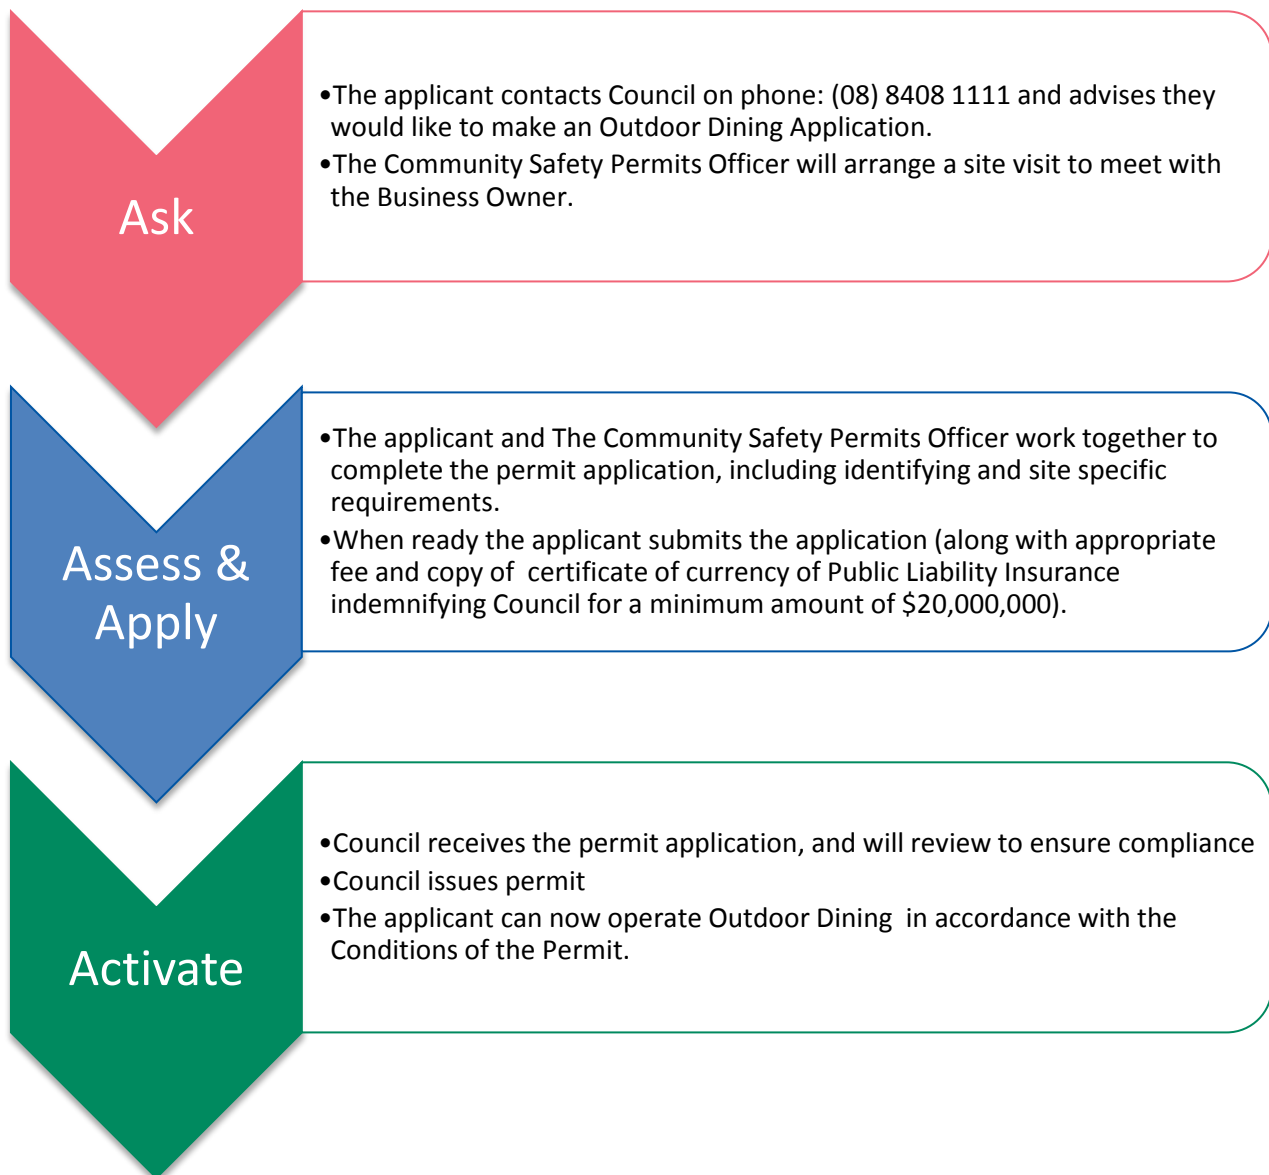 Ask
•The applicant contacts Council on phone: (08) 8408 1111 and advises they
would like to make an Outdoor Dining Application.
•The Community Safety Permits Officer will arrange a site visit to meet with
the Business Owner.
Assess &
Apply
•The applicant and The Community Safety Permits Officer work together to
complete the permit application, including identifying and site specific
requirements.
•When ready the applicant submits the application (along with appropriate
fee and copy of  certificate of currency of Public Liability Insurance
indemnifying Council for a minimum amount of $20,000,000).
Activate
•Council receives the permit application, and will review to ensure compliance
•Council issues permit
•The applicant can now operate Outdoor Dining  in accordance with the
Conditions of the Permit.